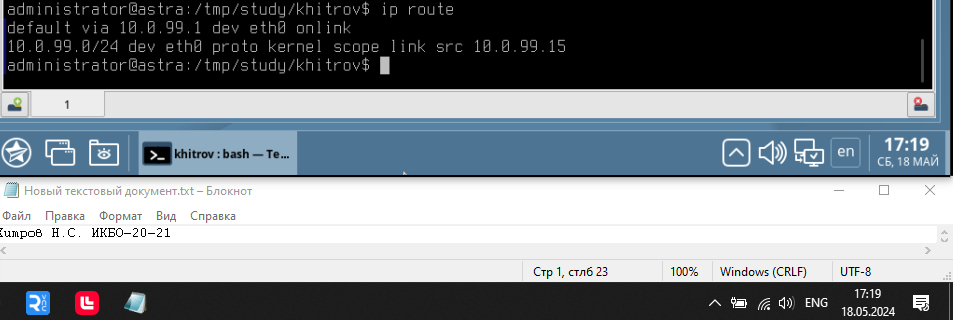 administrator@astra:/tmp/study/khitrov$ ip route
default via 10.0.99.1 dev eth0 onlink
10.0.99.0/24 dev eth0 proto kernel scope link src 10.0.99.15
administrator@astra:/tmp/study/khitrov$
1
khitrov : bash — Те...
en
17:19
СБ, 18 МАЙ
Новый текстовый документ.txt – Блокнот
Файл Правка Формат Вид Справка
Хитров Н.С. ИКБО-20-21
Стр 1, стлб 23 100% Windows (CRLF) UTF-8
R VNC
ENG
17:19
18.05.2024